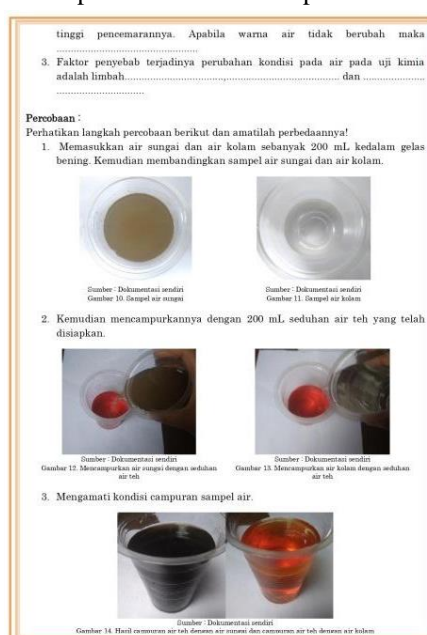 tinggi pencemarannya. Apabila warna air tidak berubah maka
................................................
3. Faktor penyebab terjadinya perubahan kondisi pada air pada uji kimia
adalah limbah..................................,...................................... dan .....................
..............................
Percobaan :
Perhatikan langkah percobaan berikut dan amatilah perbedaannya!
1. Memasukkan air sungai dan air kolam sebanyak 200 mL kedalam gelas
bening. Kemudian membandingkan sampel air sungai dan air kolam.
Sumber : Dokumentasi sendiri
Gambar 10. Sampel air sungai
Sumber : Dokumentasi sendiri
Gambar 11. Sampel air kolam
2. Kemudian mencampurkannya dengan 200 mL seduhan air teh yang telah
disiapkan.
Sumber : Dokumentasi sendiri
Gambar 12. Mencampurkan air sungai dengan seduhan
air teh
Sumber : Dokumentasi sendiri
Gambar 13. Mencampurkan air kolam dengan seduhan
air teh
3. Mengamati kondisi campuran sampel air.
Sumber : Dokumentasi sendiri
Gambar 14. Hasil campuran air teh dengan air sungai dan campuran air teh dengan air kolam